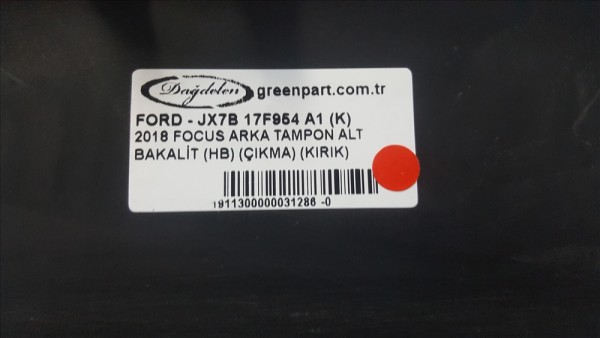 Dağdelen greenpart.com.tr
FORD - JX7B 17F954 A1 (K)
2018 FOCUS ARKA TAMPON ALT
BAKALİT (HB) (ÇIKMA) (KIRIK)
1911300000031286 -0